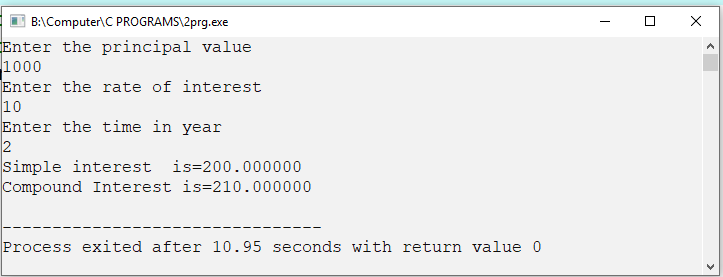 B:\Computer\C PROGRAMS\2prg.exe
Enter the principal value
1000
Enter the rate of interest
10
Enter the time in year
2
Simple interest  is=200.000000
Compound Interest is=210.000000
--------------------------------
Process exited after 10.95 seconds with return value 0